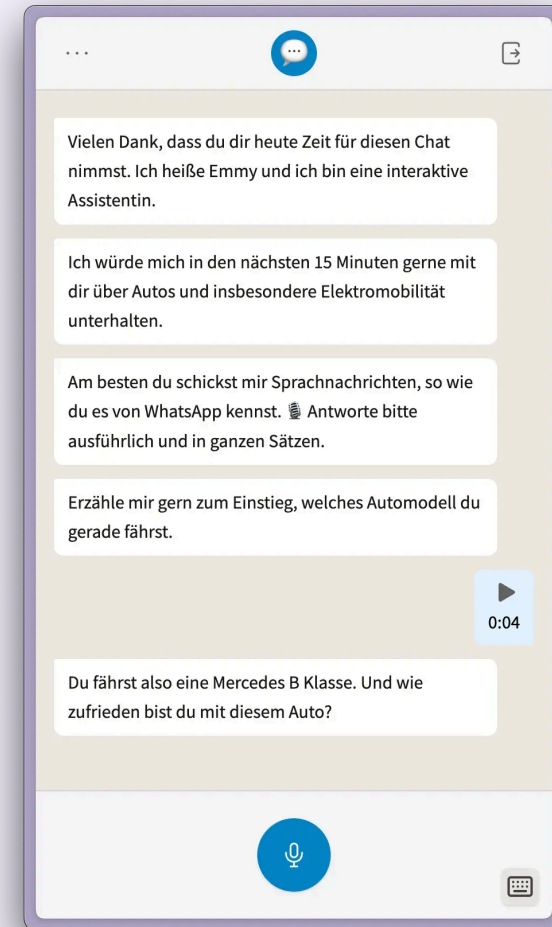 Vielen Dank, dass du dir heute Zeit für diesen Chat
nimmst. Ich heiße Emmy und ich bin eine interaktive
Assistentin.
Ich würde mich in den nächsten 15 Minuten gerne mit
dir über Autos und insbesondere Elektromobilität
unterhalten.
Am besten du schickst mir Sprachnachrichten, so wie
du es von WhatsApp kennst. 🎙️ Antworte bitte
ausführlich und in ganzen Sätzen.
Erzähle mir gern zum Einstieg, welches Automodell du
gerade fährst.
0:04
Du fährst also eine Mercedes B Klasse. Und wie
zufrieden bist du mit diesem Auto?